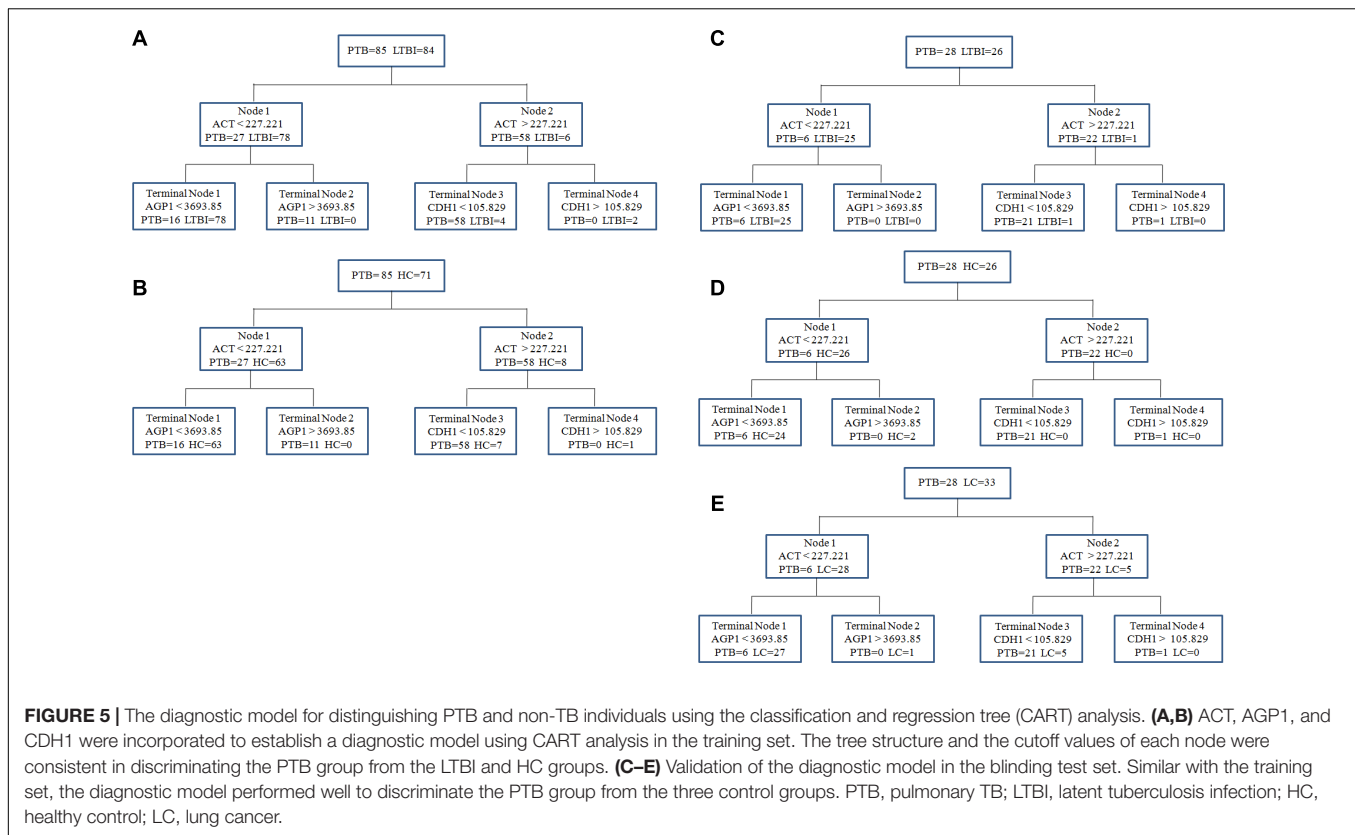 A
PTB=85 LTBI=84
Node 1
ACT<227.221
PTB=27 LTBI=78
Node 2
ACT >227.221
PTB=58 LTBI=6
Terminal Node 1
AGP1<3693.85
PTB=16 LTBI=78
Terminal Node 2
AGP1>3693.85
PTB=11 LTBI=0
Terminal Node 3
CDH1<105.829
PTB=58 LTBI=4
Terminal Node 4
CDH1> 105.829
PTB=0 LTBI=2
B
PTB=85 HC=71
Node 1
ACT<227.221
PTB=27 HC=63
Node 2
ACT >227.221
PTB=58 HC=8
Terminal Node 1
AGP1<3693.85
PTB=16 HC=63
Terminal Node 2
AGP1>3693.85
PTB=11 HC=0
Terminal Node 3
CDH1<105.829
PTB=58 HC=7
Terminal Node 4
CDH1> 105.829
PTB=0 HC=1
C
PTB=28 LTBI=26
Node 1
ACT<227.221
PTB=6 LTBI=25
Node 2
ACT >227.221
PTB=22 LTBI=1
Terminal Node 1
AGP1<3693.85
PTB=6 LTBI=25
Terminal Node 2
AGP1>3693.85
PTB=0 LTBI=0
Terminal Node 3
CDH1<105.829
PTB=21 LTBI=1
Terminal Node 4
CDH1> 105.829
PTB=1 LTBI=0
D
PTB=28 HC=26
Node 1
ACT<227.221
PTB=6 HC=26
Node 2
ACT >227.221
PTB=22 HC=0
Terminal Node 1
AGP1<3693.85
PTB=6 HC=24
Terminal Node 2
AGP1>3693.85
PTB=0 HC=2
Terminal Node 3
CDH1<105.829
PTB=21 HC=0
Terminal Node 4
CDH1> 105.829
PTB=1 HC=0
E
PTB=28 LC=33
Node 1
ACT<227.221
PTB=6 LC=28
Node 2
ACT >227.221
PTB=22 LC=5
Terminal Node 1
AGP1<3693.85
PTB=6 LC=27
Terminal Node 2
AGP1>3693.85
PTB=0 LC=1
Terminal Node 3
CDH1<105.829
PTB=21 LC=5
Terminal Node 4
CDH1> 105.829
PTB=1 LC=0
FIGURE 5 | The diagnostic model for distinguishing PTB and non-TB individuals using the classification and regression tree (CART) analysis. (A,B) ACT, AGP1, and
CDH1 were incorporated to establish a diagnostic model using CART analysis in the training set. The tree structure and the cutoff values of each node were
consistent in discriminating the PTB group from the LTBI and HC groups. (C–E) Validation of the diagnostic model in the blinding test set. Similar with the training
set, the diagnostic model performed well to discriminate the PTB group from the three control groups. PTB, pulmonary TB; LTBI, latent tuberculosis infection; HC,
healthy control; LC, lung cancer.